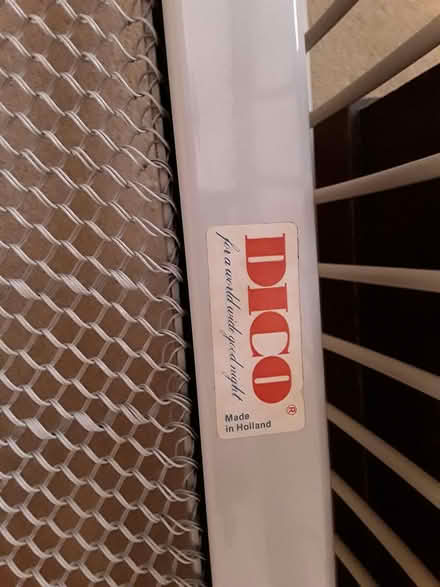 DICO®
for a world wide good night
Made
in Holland